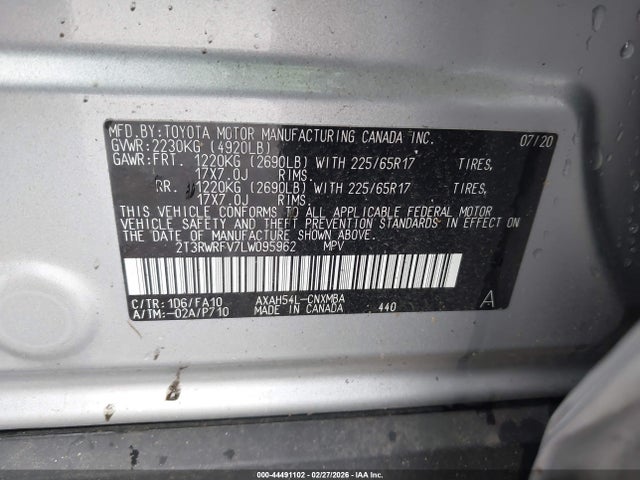 MFD.BY:TOYOTA MOTOR MANUFACTURING CANADA INC. 07/20
GVWR:2230KG (4920LB)
GAWR:FRT. 1220KG (2690LB) WITH 225/65R17 TIRES,
17X7.0J RIMS.
RR. 1220KG (2690LB) WITH 225/65R17 TIRES,
17X7.0J RIMS.
THIS VEHICLE CONFORMS TO ALL APPLICABLE FEDERAL MOTOR
VEHICLE SAFETY AND THEFT PREVENTION STANDARDS IN EFFECT ON
THE DATE OF MANUFACTURE SHOWN ABOVE.
2T3RWRFV7LW095962 MPV
C/TR:1D6/FA10 AXAH54L-CNXMBA 440 A
A/TM:-02A/P710 MADE IN CANADA
000-44491102 - 02/27/2026 - IAAI.COM